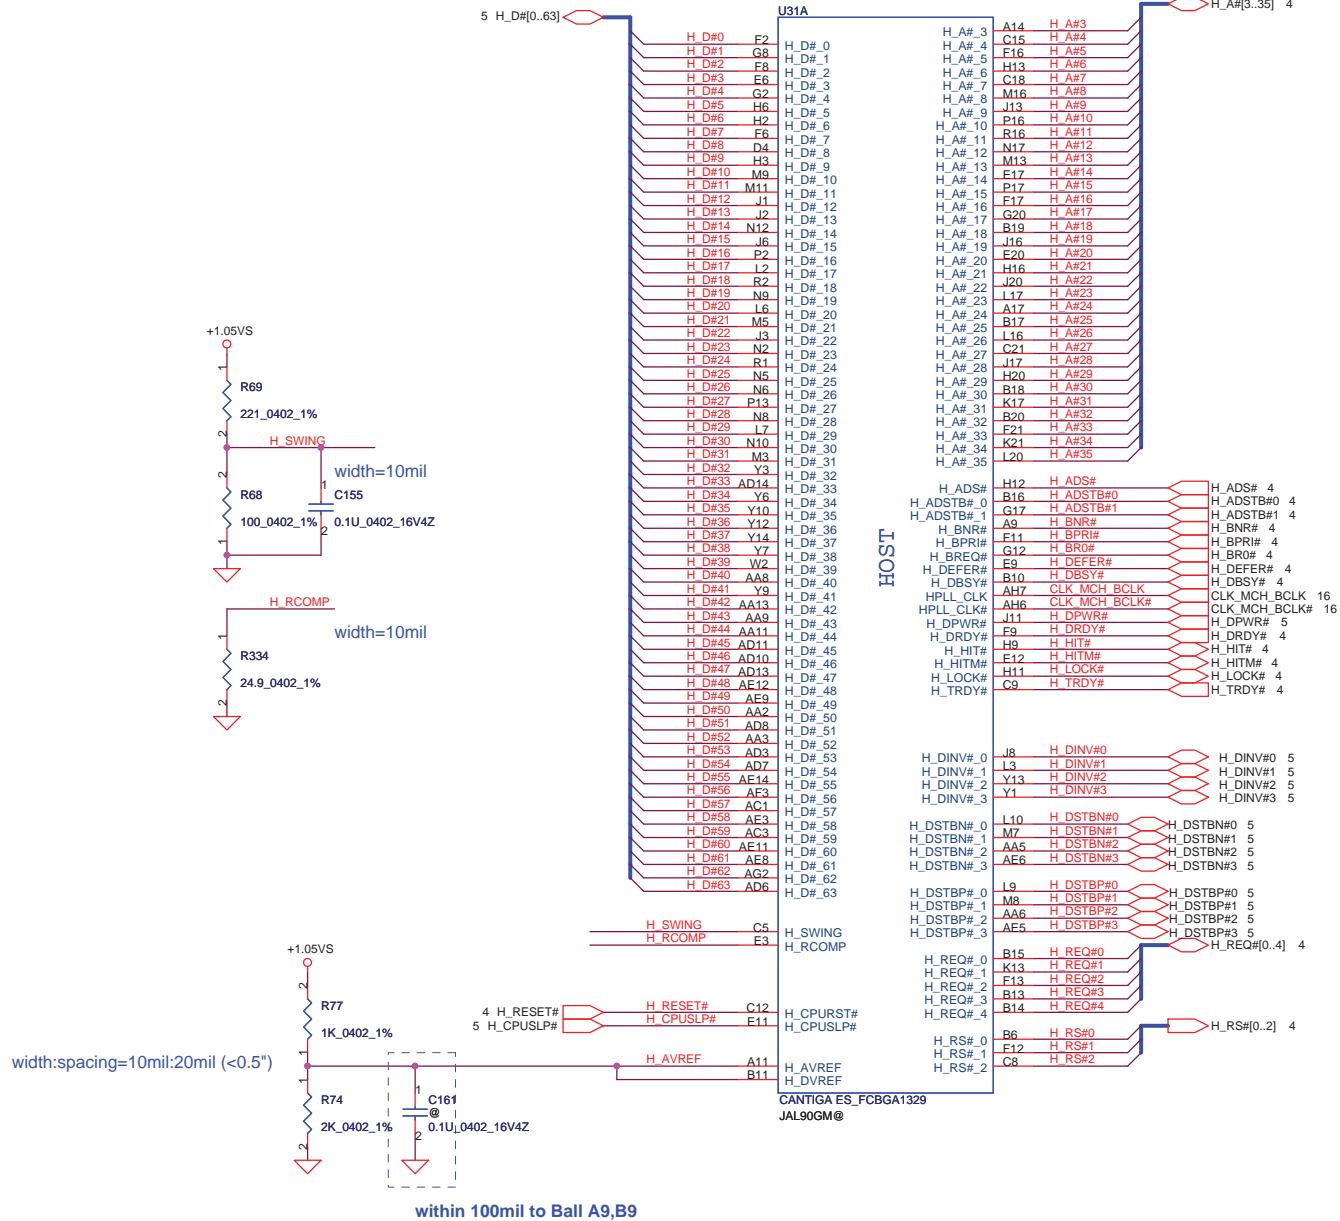 5 H_D#[0..63]
U31A
H_A#[3..35] 4
H_D#0 F2 H_D#_0
H_D#1 G8 H_D#_1
H_D#2 F8 H_D#_2
H_D#3 E6 H_D#_3
H_D#4 G2 H_D#_4
H_D#5 H6 H_D#_5
H_D#6 H2 H_D#_6
H_D#7 F6 H_D#_7
H_D#8 D4 H_D#_8
H_D#9 H3 H_D#_9
H_D#10 M9 H_D#_10
H_D#11 M11 H_D#_11
H_D#12 J1 H_D#_12
H_D#13 J2 H_D#_13
H_D#14 N12 H_D#_14
H_D#15 J6 H_D#_15
H_D#16 P2 H_D#_16
H_D#17 L2 H_D#_17
H_D#18 R2 H_D#_18
H_D#19 N9 H_D#_19
H_D#20 L6 H_D#_20
H_D#21 M5 H_D#_21
H_D#22 J3 H_D#_22
H_D#23 N2 H_D#_23
H_D#24 R1 H_D#_24
H_D#25 N5 H_D#_25
H_D#26 N6 H_D#_26
H_D#27 P13 H_D#_27
H_D#28 N8 H_D#_28
H_D#29 L7 H_D#_29
H_D#30 N10 H_D#_30
H_D#31 M3 H_D#_31
H_D#32 Y3 H_D#_32
H_D#33 AD14 H_D#_33
H_D#34 Y6 H_D#_34
H_D#35 Y10 H_D#_35
H_D#36 Y12 H_D#_36
H_D#37 Y14 H_D#_37
H_D#38 Y7 H_D#_38
H_D#39 W2 H_D#_39
H_D#40 AA8 H_D#_40
H_D#41 Y9 H_D#_41
H_D#42 AA13 H_D#_42
H_D#43 AA9 H_D#_43
H_D#44 AA11 H_D#_44
H_D#45 AD11 H_D#_45
H_D#46 AD10 H_D#_46
H_D#47 AD13 H_D#_47
H_D#48 AE12 H_D#_48
H_D#49 AE9 H_D#_49
H_D#50 AA2 H_D#_50
H_D#51 AD8 H_D#_51
H_D#52 AA3 H_D#_52
H_D#53 AD3 H_D#_53
H_D#54 AD7 H_D#_54
H_D#55 AE14 H_D#_55
H_D#56 AF3 H_D#_56
H_D#57 AC1 H_D#_57
H_D#58 AE3 H_D#_58
H_D#59 AC3 H_D#_59
H_D#60 AE11 H_D#_60
H_D#61 AE8 H_D#_61
H_D#62 AG2 H_D#_62
H_D#63 AD6 H_D#_63
H_SWING C5 H_SWING
H_RCOMP E3 H_RCOMP
4 H_RESET# H_RESET# C12 H_CPURST#
5 H_CPUSLP# H_CPUSLP# E11 H_CPUSLP#
H_AVREF A11 H_AVREF
B11 H_DVREF
HOST
H_A#_3 A14 H_A#3
H_A#_4 C15 H_A#4
H_A#_5 F16 H_A#5
H_A#_6 H13 H_A#6
H_A#_7 C18 H_A#7
H_A#_8 M16 H_A#8
H_A#_9 J13 H_A#9
H_A#_10 P16 H_A#10
H_A#_11 R16 H_A#11
H_A#_12 N17 H_A#12
H_A#_13 M13 H_A#13
H_A#_14 E17 H_A#14
H_A#_15 P17 H_A#15
H_A#_16 F17 H_A#16
H_A#_17 G20 H_A#17
H_A#_18 B19 H_A#18
H_A#_19 J16 H_A#19
H_A#_20 E20 H_A#20
H_A#_21 H16 H_A#21
H_A#_22 J20 H_A#22
H_A#_23 L17 H_A#23
H_A#_24 A17 H_A#24
H_A#_25 B17 H_A#25
H_A#_26 L16 H_A#26
H_A#_27 C21 H_A#27
H_A#_28 J17 H_A#28
H_A#_29 H20 H_A#29
H_A#_30 B18 H_A#30
H_A#_31 K17 H_A#31
H_A#_32 B20 H_A#32
H_A#_33 F21 H_A#33
H_A#_34 K21 H_A#34
H_A#_35 L20 H_A#35
H_ADS# H12 H_ADS# H_ADS# 4
H_ADSTB#_0 B16 H_ADSTB#0 H_ADSTB#0 4
H_ADSTB#_1 G17 H_ADSTB#1 H_ADSTB#1 4
H_BNR# A9 H_BNR# H_BNR# 4
H_BPRI# F11 H_BPRI# H_BPRI# 4
H_BREQ# G12 H_BR0# H_BR0# 4
H_DEFER# E9 H_DEFER# H_DEFER# 4
H_DBSY# B10 H_DBSY# H_DBSY# 4
HPLL_CLK AH7 CLK_MCH_BCLK CLK_MCH_BCLK 16
HPLL_CLK# AH6 CLK_MCH_BCLK# CLK_MCH_BCLK# 16
H_DPWR# J11 H_DPWR# H_DPWR# 5
H_DRDY# F9 H_DRDY# H_DRDY# 4
H_HIT# H9 H_HIT# H_HIT# 4
H_HITM# E12 H_HITM# H_HITM# 4
H_LOCK# H11 H_LOCK# H_LOCK# 4
H_TRDY# C9 H_TRDY# H_TRDY# 4
H_DINV#_0 J8 H_DINV#0 H_DINV#0 5
H_DINV#_1 L3 H_DINV#1 H_DINV#1 5
H_DINV#_2 Y13 H_DINV#2 H_DINV#2 5
H_DINV#_3 Y1 H_DINV#3 H_DINV#3 5
H_DSTBN#_0 L10 H_DSTBN#0 H_DSTBN#0 5
H_DSTBN#_1 M7 H_DSTBN#1 H_DSTBN#1 5
H_DSTBN#_2 AA5 H_DSTBN#2 H_DSTBN#2 5
H_DSTBN#_3 AE6 H_DSTBN#3 H_DSTBN#3 5
H_DSTBP#_0 L9 H_DSTBP#0 H_DSTBP#0 5
H_DSTBP#_1 M8 H_DSTBP#1 H_DSTBP#1 5
H_DSTBP#_2 AA6 H_DSTBP#2 H_DSTBP#2 5
H_DSTBP#_3 AE5 H_DSTBP#3 H_DSTBP#3 5
H_REQ#[0..4] 4
H_REQ#_0 B15 H_REQ#0
H_REQ#_1 K13 H_REQ#1
H_REQ#_2 F13 H_REQ#2
H_REQ#_3 B13 H_REQ#3
H_REQ#_4 B14 H_REQ#4
H_RS#[0..2] 4
H_RS#_0 B6 H_RS#0
H_RS#_1 F12 H_RS#1
H_RS#_2 C8 H_RS#2
CANTIGA ES_FCBGA1329
JAL90GM@
+1.05VS
1
R69
221_0402_1%
2
H_SWING
width=10mil
2
R68
100_0402_1%
1
1
C155
0.1U_0402_16V4Z
2
H_RCOMP
width=10mil
1
R334
24.9_0402_1%
2
+1.05VS
2
R77
1K_0402_1%
1
width:spacing=10mil:20mil (<0.5")
1
R74
2K_0402_1%
2
1
C161
@
0.1U_0402_16V4Z
2
within 100mil to Ball A9,B9